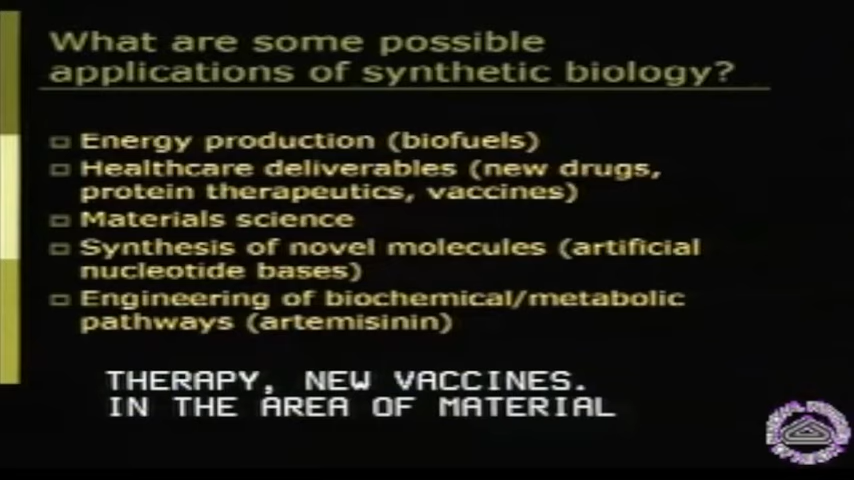 What are some possible
applications of synthetic biology?
Energy production (biofuels)
Healthcare deliverables (new drugs,
protein therapeutics, vaccines)
Materials science
Synthesis of novel molecules (artificial
nucleotide bases)
Engineering of biochemical/metabolic
pathways (artemisinin)
THERAPY, NEW VACCINES.
IN THE AREA OF MATERIAL